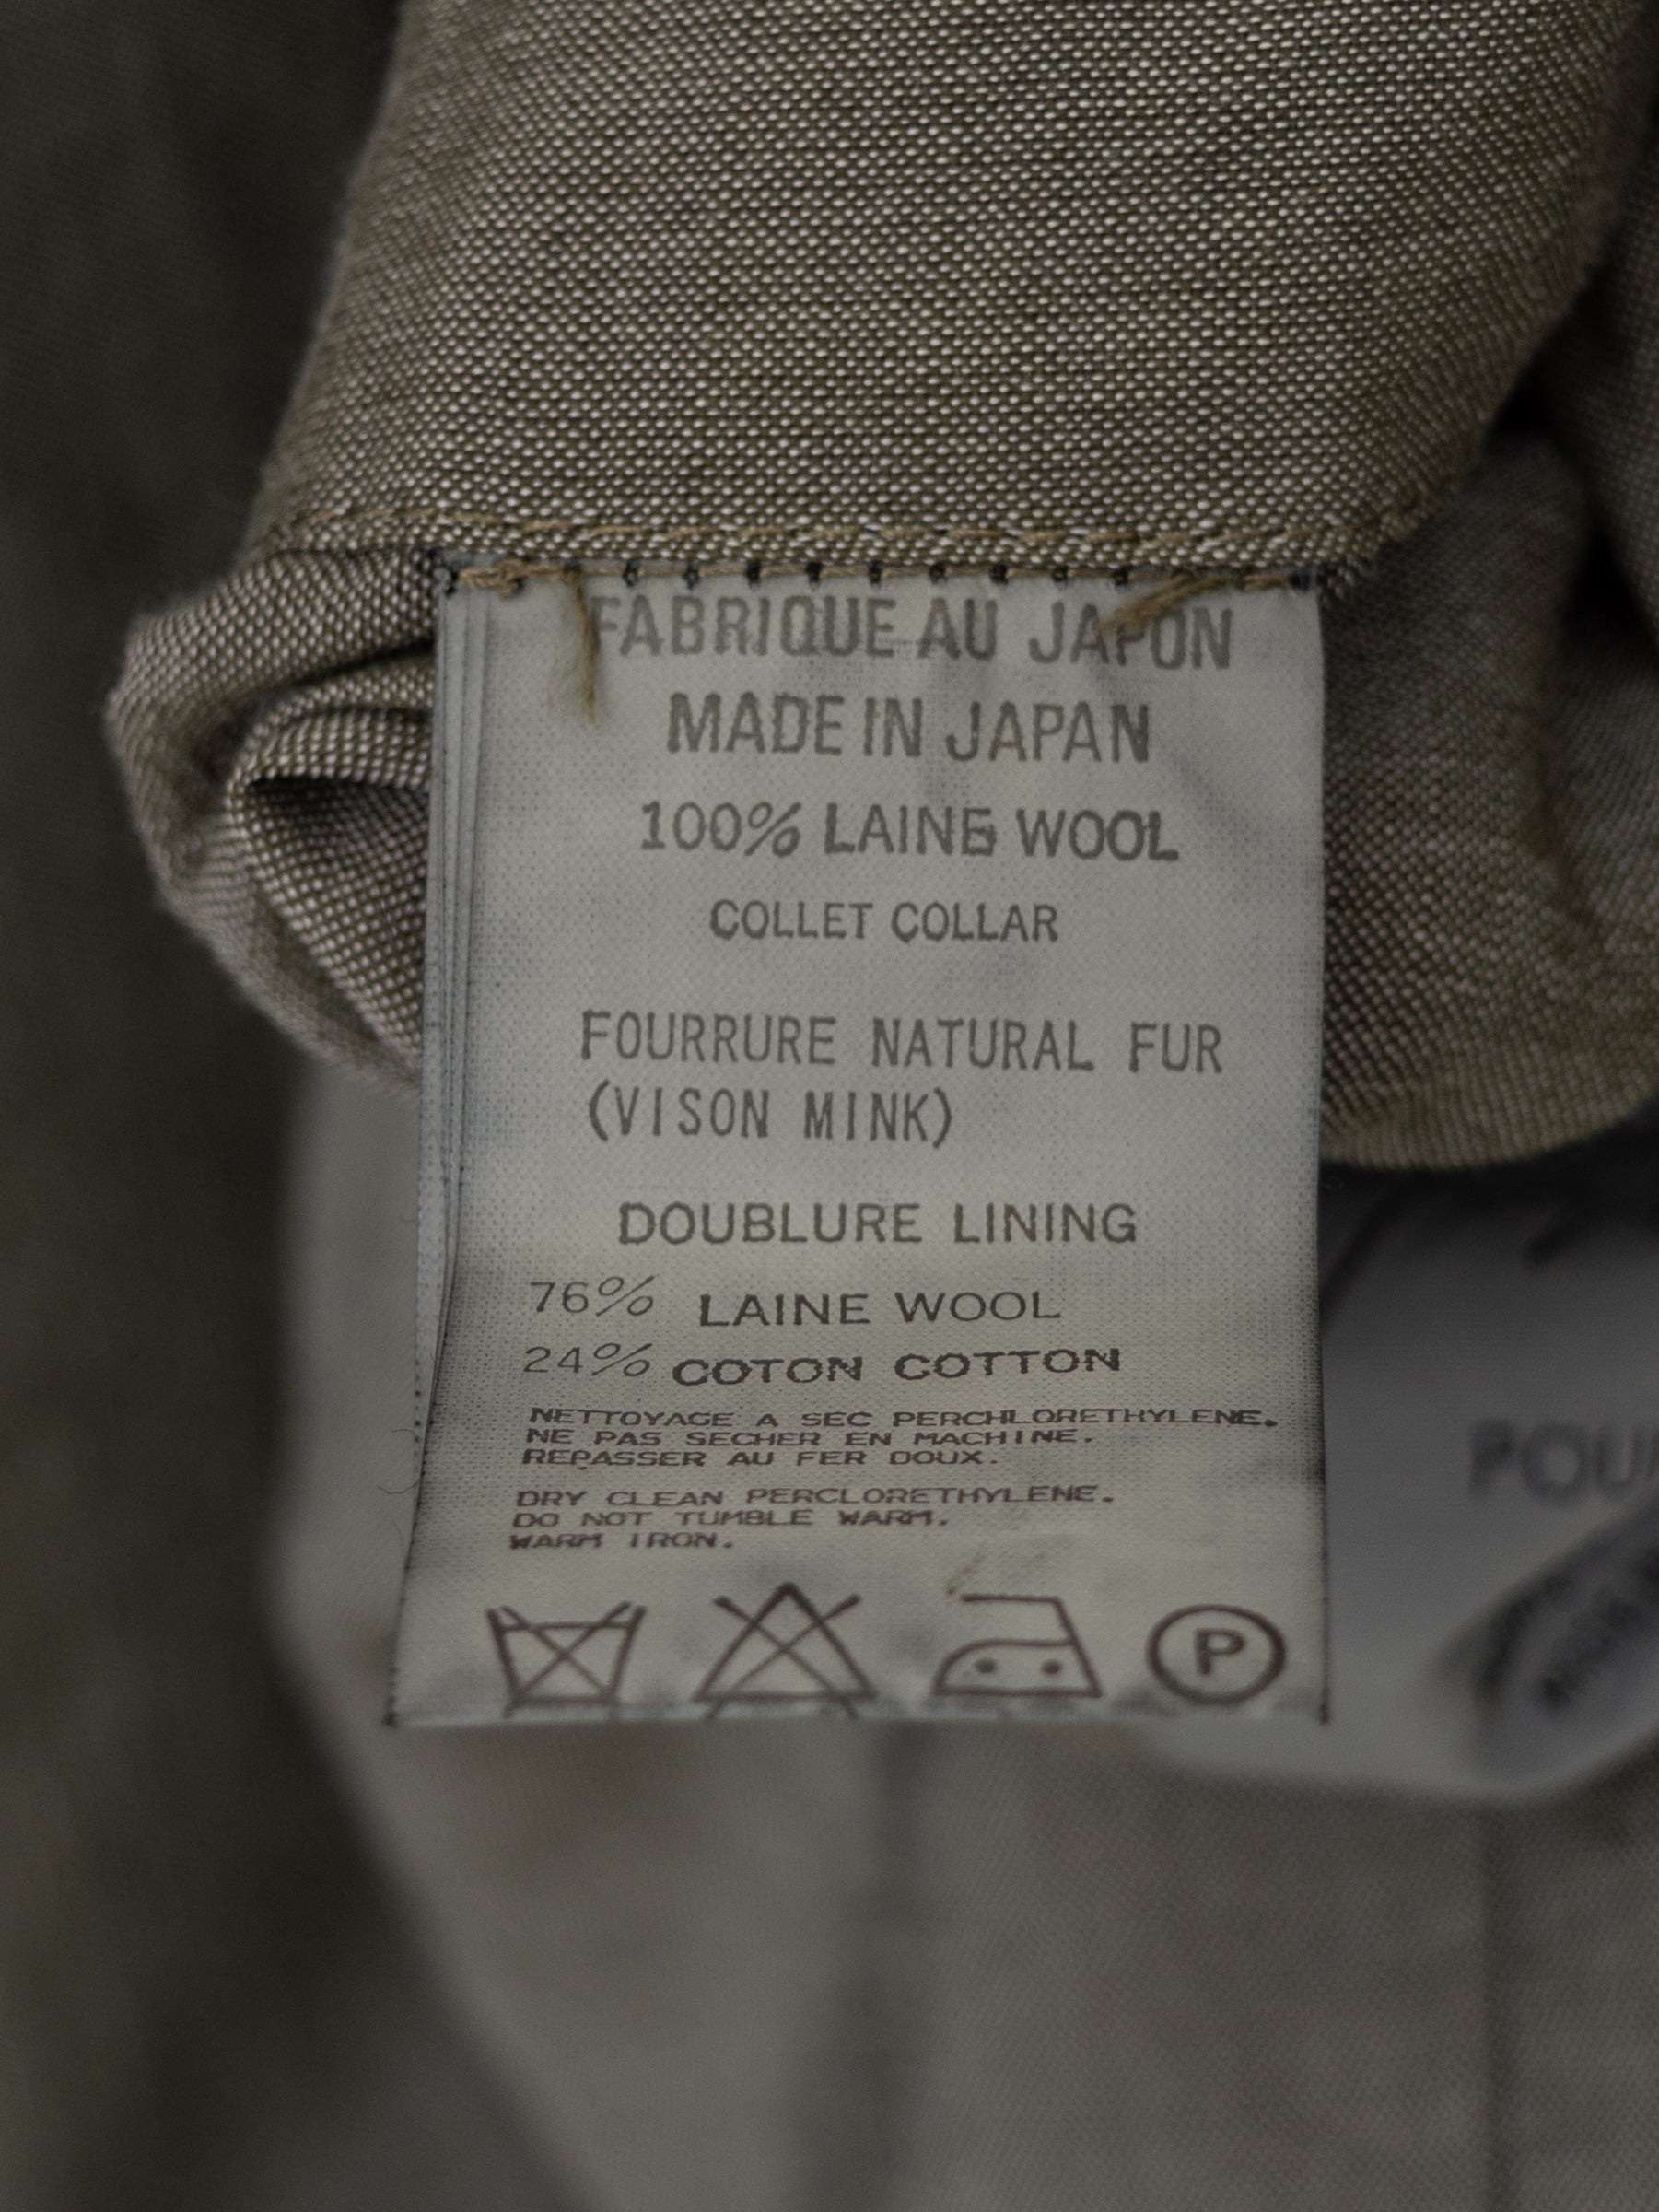 FABRIQUE AU JAPON
MADE IN JAPAN
100% LAINE WOOL
COLLET COLLAR
FOURRURE NATURAL FUR
(VISON MINK)
DOUBLURE LINING
76% LAINE WOOL
24% COTON COTTON
NETTOYAGE A SEC PERCHLORETHYLENE.
NE PAS SECHER EN MACHINE.
REPASSER AU FER DOUX.
DRY CLEAN PERCLORETHYLENE.
DO NOT TUMBLE WARM.
WARM IRON.
P
POU